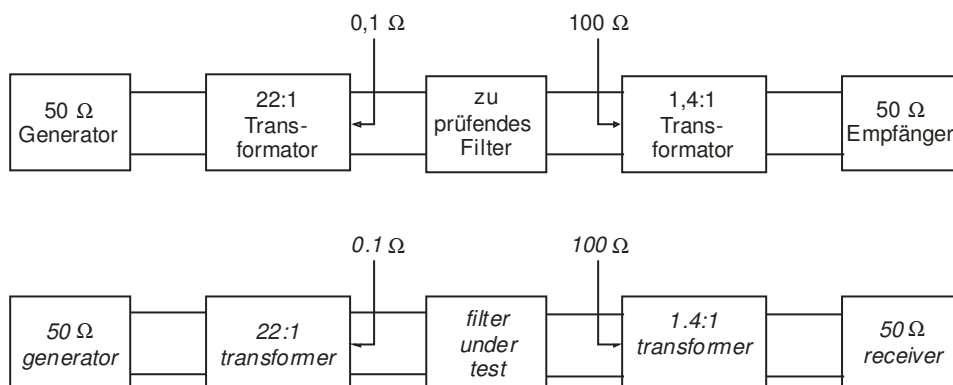 0,1 Ω
100 Ω
50 Ω
Generator
22:1
Trans-
formator
zu
prüfendes
Filter
1,4:1
Trans-
formator
50 Ω
Empfänger
0.1 Ω
100 Ω
50 Ω
generator
22:1
transformer
filter
under
test
1.4:1
transformer
50 Ω
receiver